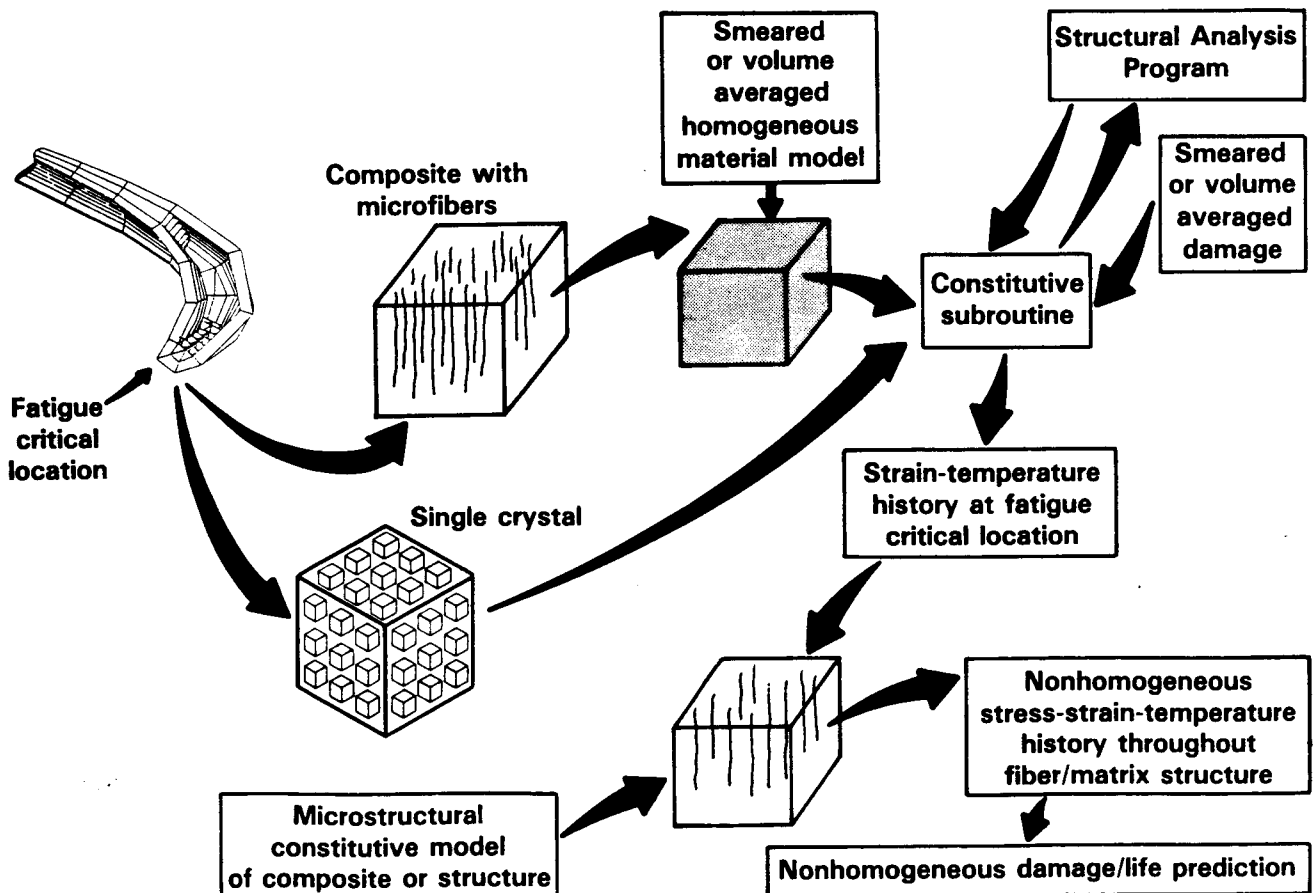 Smeared
or volume
averaged
homogeneous
material model
Structural Analysis
Program
Smeared
or volume
averaged
damage
Composite with
microfibers
Constitutive
subroutine
Fatigue
critical
location
Single crystal
Strain-temperature
history at fatigue
critical location
Nonhomogeneous
stress-strain-temperature
history throughout
fiber/matrix structure
Microstructural
constitutive model
of composite or structure
Nonhomogeneous damage/life prediction